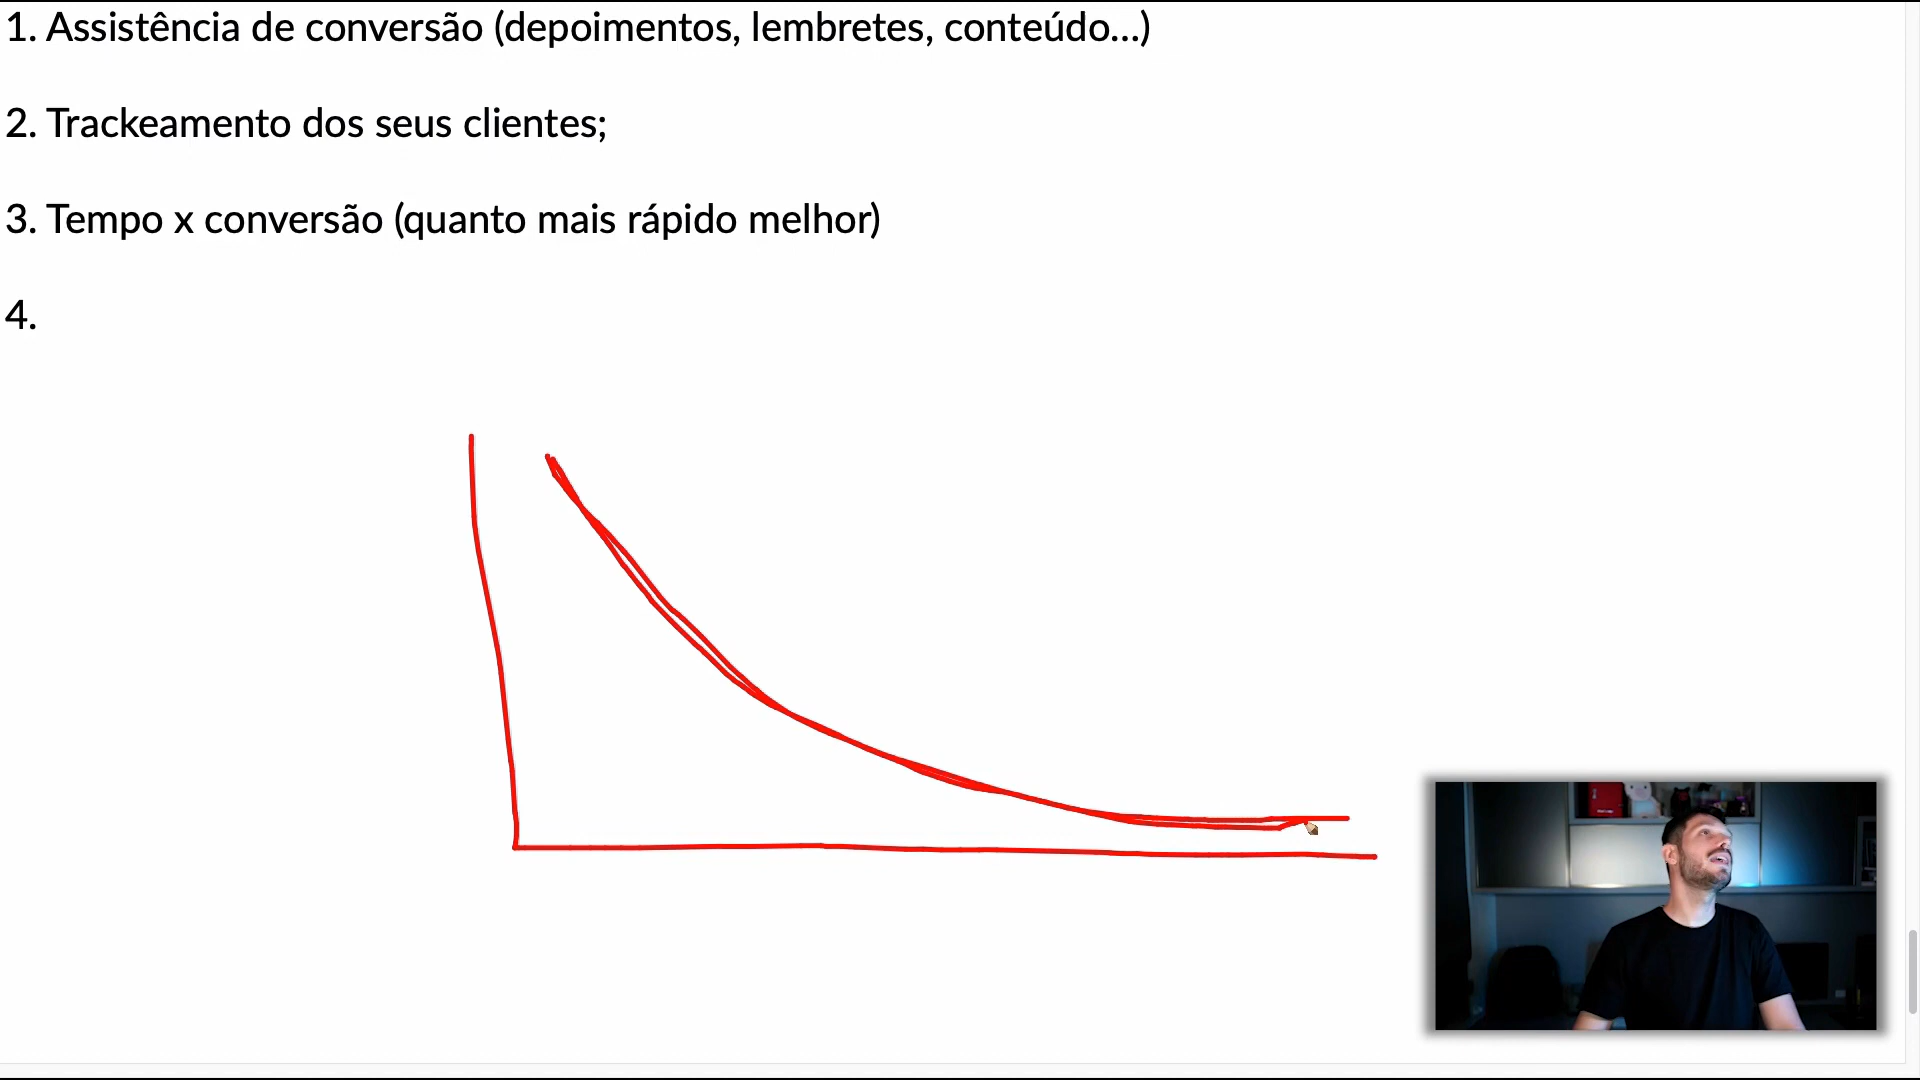 1. Assistência de conversão (depoimentos, lembretes, conteúdo...)
2. Trackeamento dos seus clientes;
3. Tempo x conversão (quanto mais rápido melhor)
4.